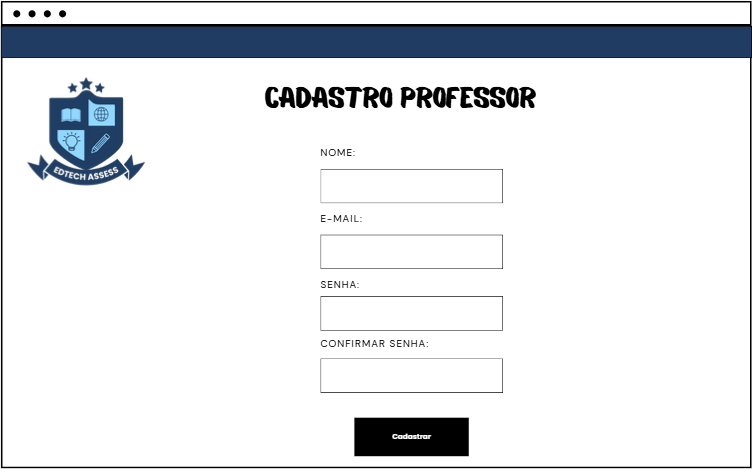 CADASTRO PROFESSOR
EDTECH ASSESS
NOME:
E-MAIL:
SENHA:
CONFIRMAR SENHA:
Cadastrar